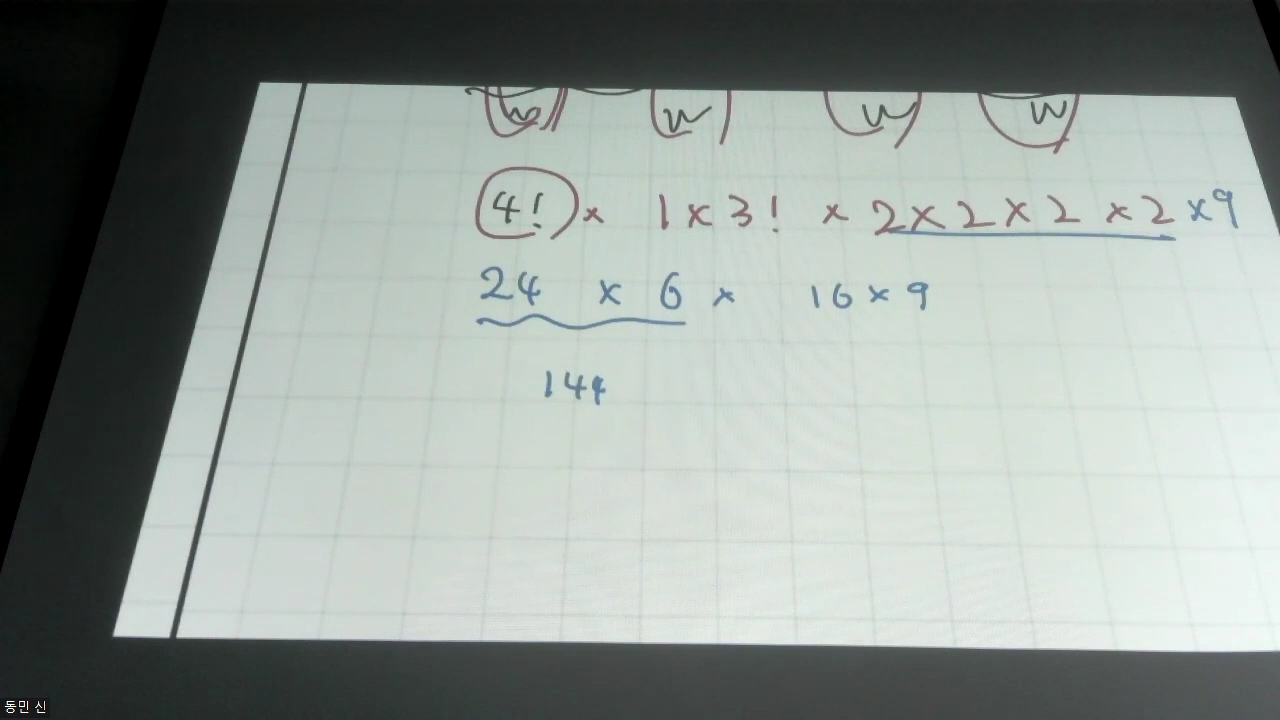 W W W W
4! × 1 × 3! × 2 × 2 × 2 × 2 × 9
24 × 6 × 16 × 9
144
동민 신